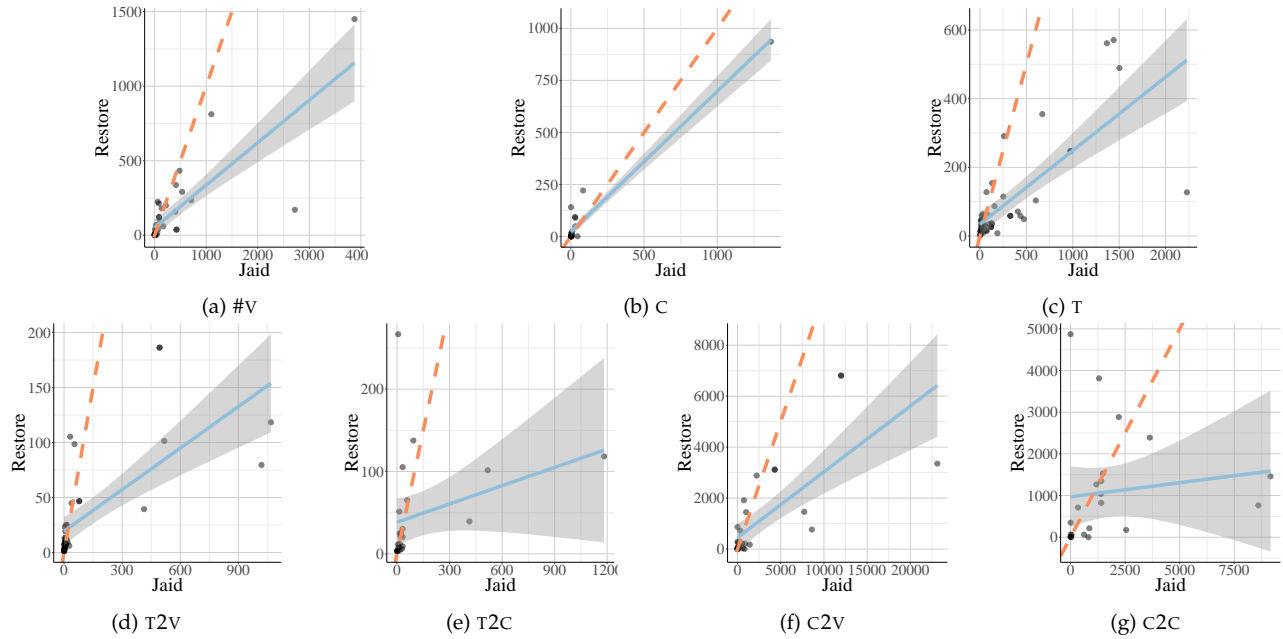 1500
1000
500
0
Restore
0 1000 2000 3000 400
Jaid
(a) #V
1000
750
500
250
0
Restore
0 500 1000
Jaid
(b) C
600
400
200
0
Restore
0 500 1000 1500 2000
Jaid
(c) T
200
150
100
50
0
Restore
0 300 600 900
Jaid
(d) T2V
200
100
0
Restore
0 300 600 900 1200
Jaid
(e) T2C
8000
6000
4000
2000
0
Restore
0 5000 10000 15000 20000
Jaid
(f) C2V
5000
4000
3000
2000
1000
0
Restore
0 2500 5000 7500
Jaid
(g) C2C